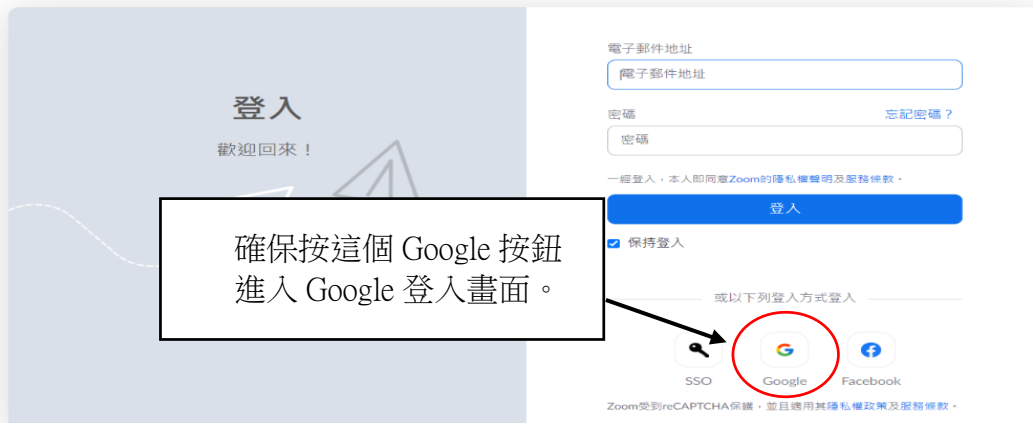 登入
歡迎回來！
確保按這個 Google 按鈕
進入 Google 登入畫面。
電子郵件地址
電子郵件地址
密碼 忘記密碼？
密碼
一經登入，本人即同意Zoom的隱私權聲明及服務條款。
登入
保持登入
或以下列登入方式登入
SSO Google Facebook
Zoom受到reCAPTCHA保護，並且適用其隱私權政策及服務條款。